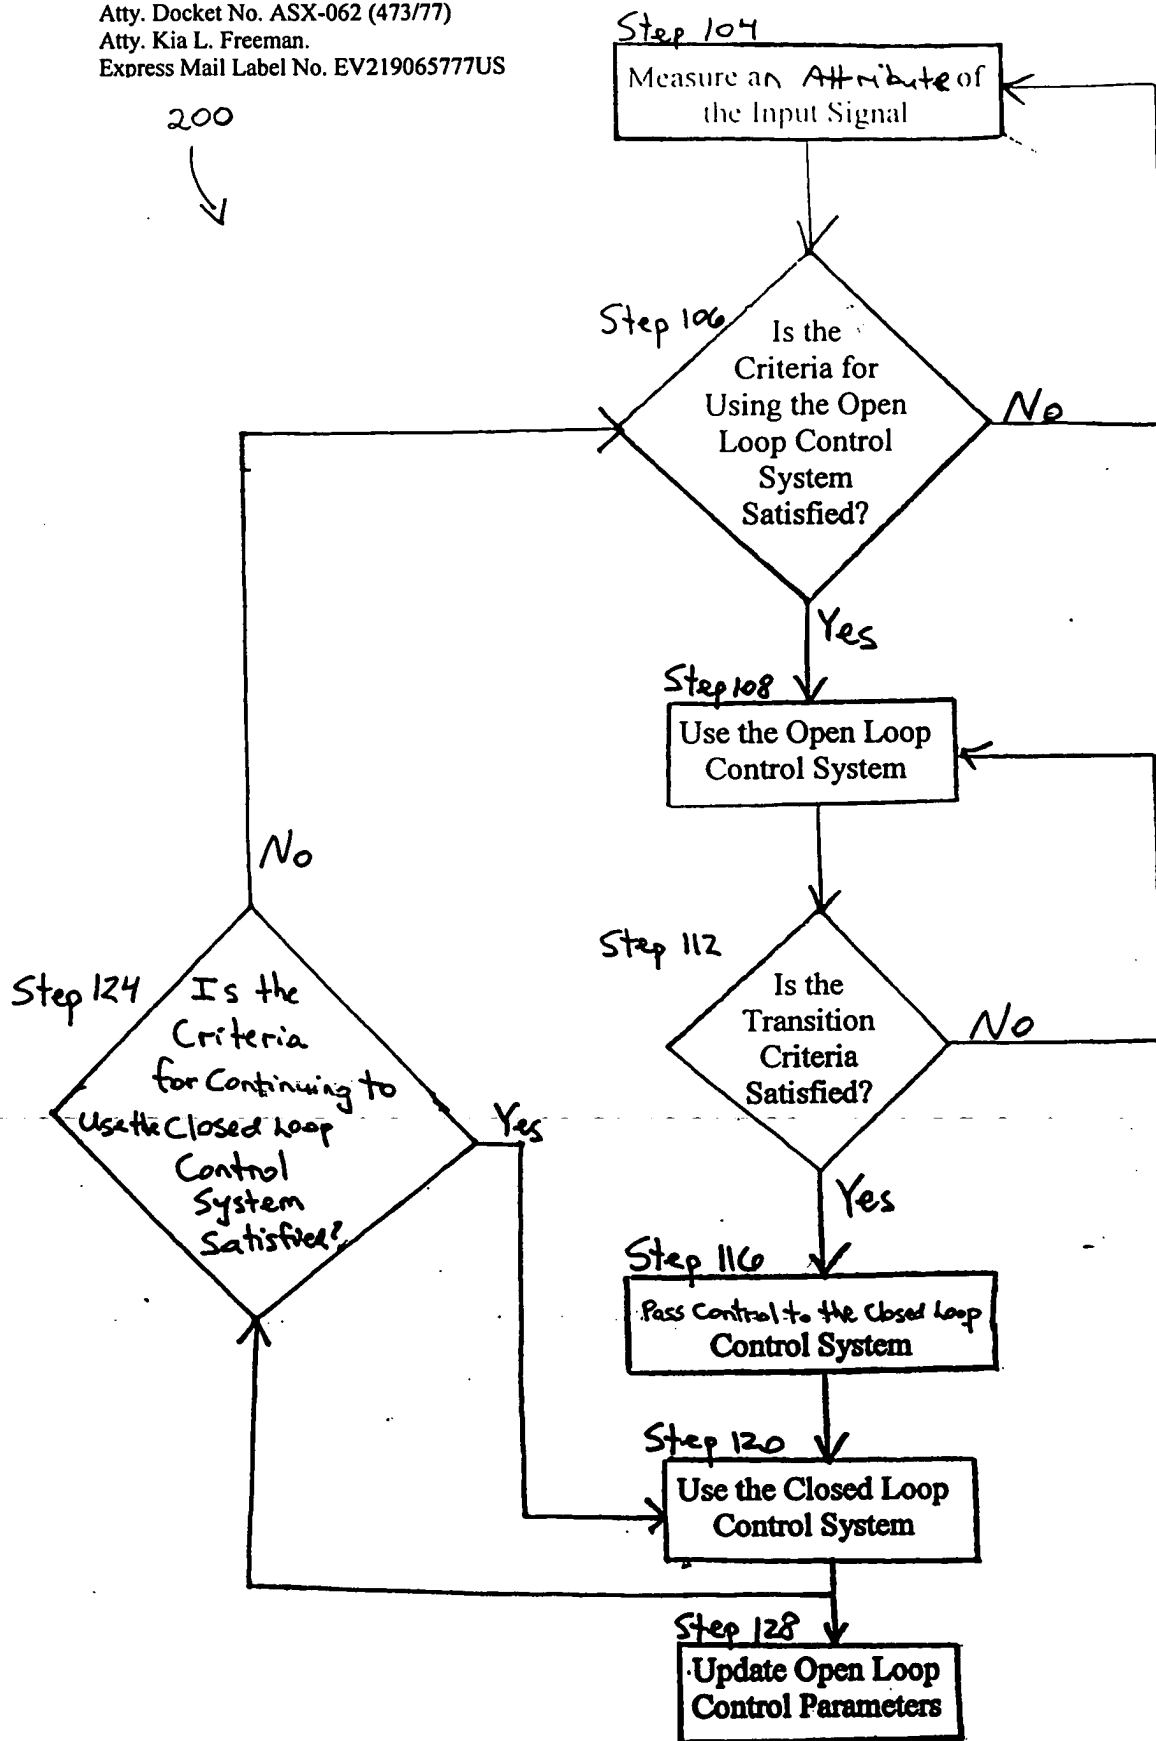 Atty. Docket No. ASX-062 (473/77)
Atty. Kia L. Freeman.
Express Mail Label No. EV219065777US
200
Step 104
Measure an Attribute of
the Input Signal
Step 106
Is the
Criteria for
Using the Open
Loop Control
System
Satisfied?
No
Yes
Step 108
Use the Open Loop
Control System
Step 112
Is the
Transition
Criteria
Satisfied?
No
Yes
Step 116
Pass Control to the Closed Loop
Control System
Step 120
Use the Closed Loop
Control System
Step 124
Is the
Criteria
for Continuing to
Use the Closed Loop
Control
System
Satisfied?
No
Yes
Step 128
Update Open Loop
Control Parameters